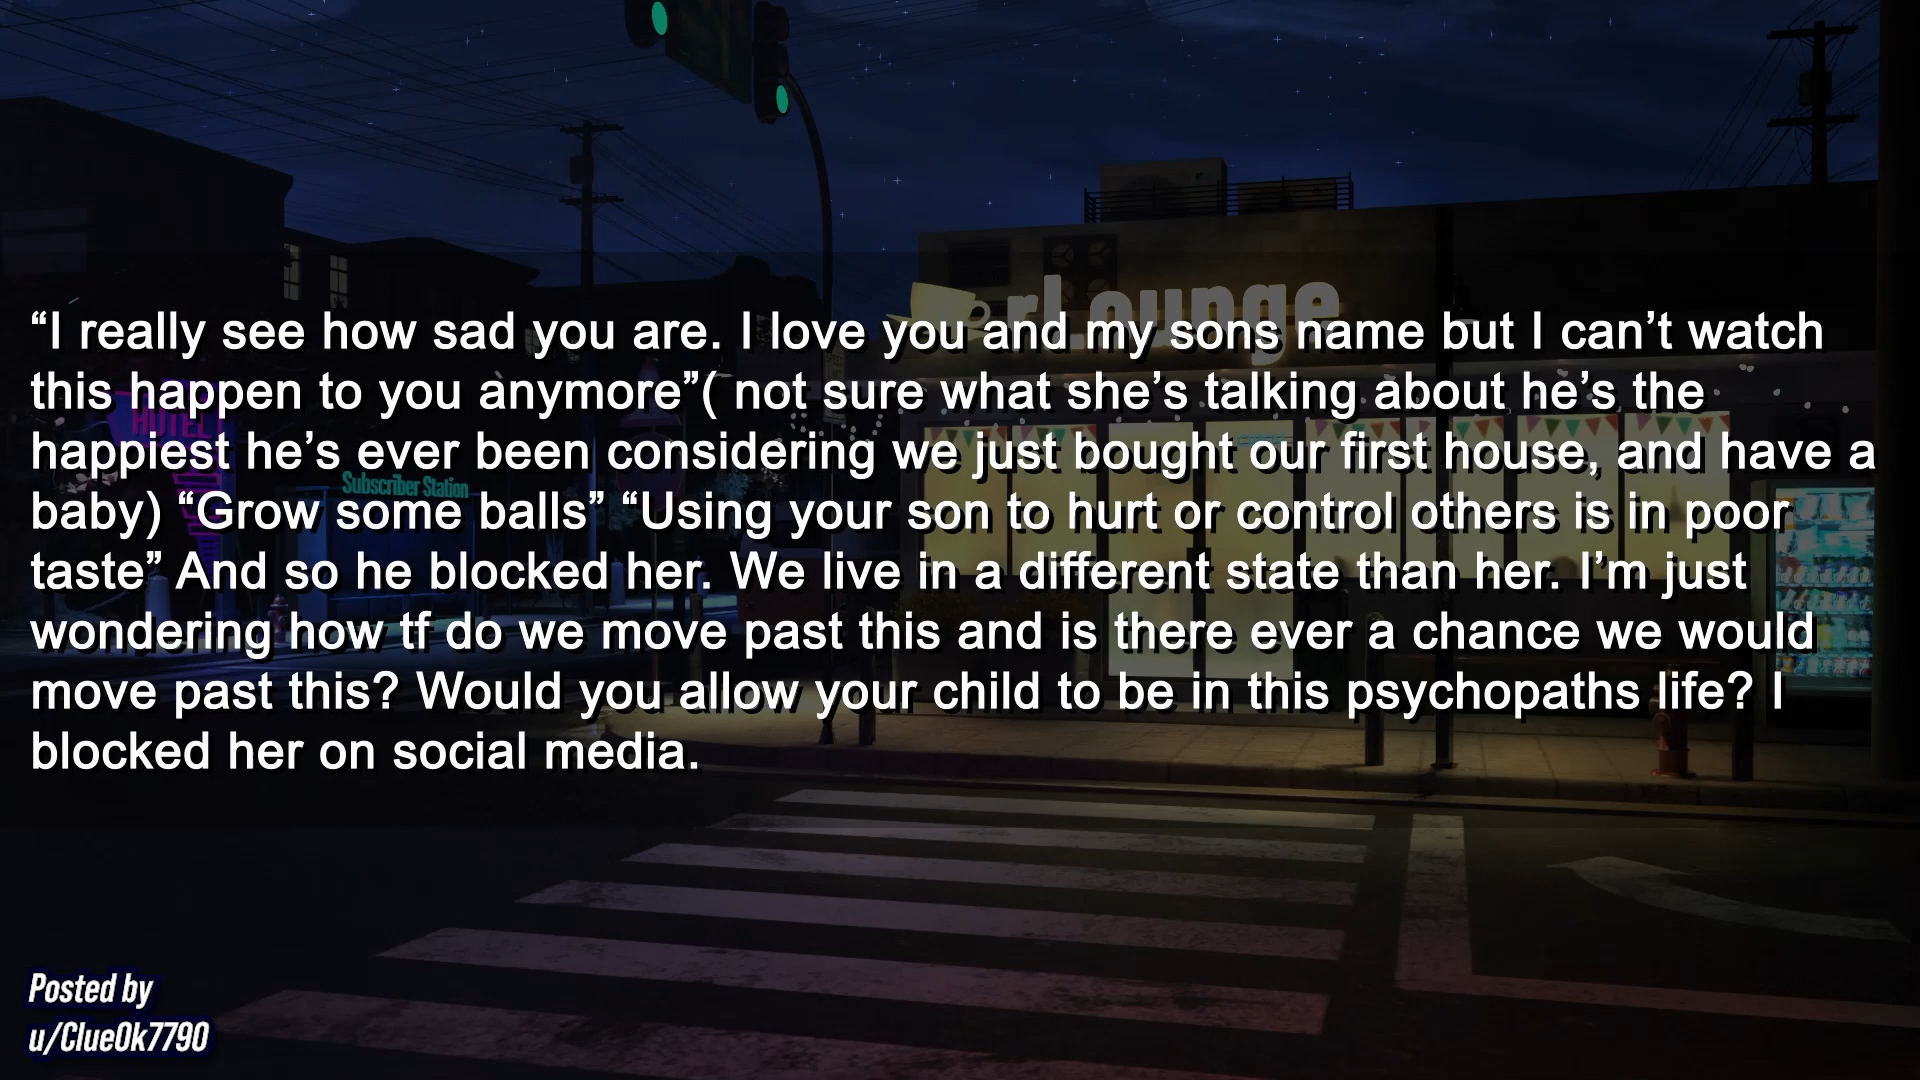 rLounge
“I really see how sad you are. I love you and my sons name but I can’t watch
this happen to you anymore”( not sure what she’s talking about he’s the
happiest he’s ever been considering we just bought our first house, and have a
baby) “Grow some balls” “Using your son to hurt or control others is in poor
taste” And so he blocked her. We live in a different state than her. I’m just
wondering how tf do we move past this and is there ever a chance we would
move past this? Would you allow your child to be in this psychopaths life? I
blocked her on social media.
HOTEL
Subscriber Station
Posted by
u/ClueOk7790